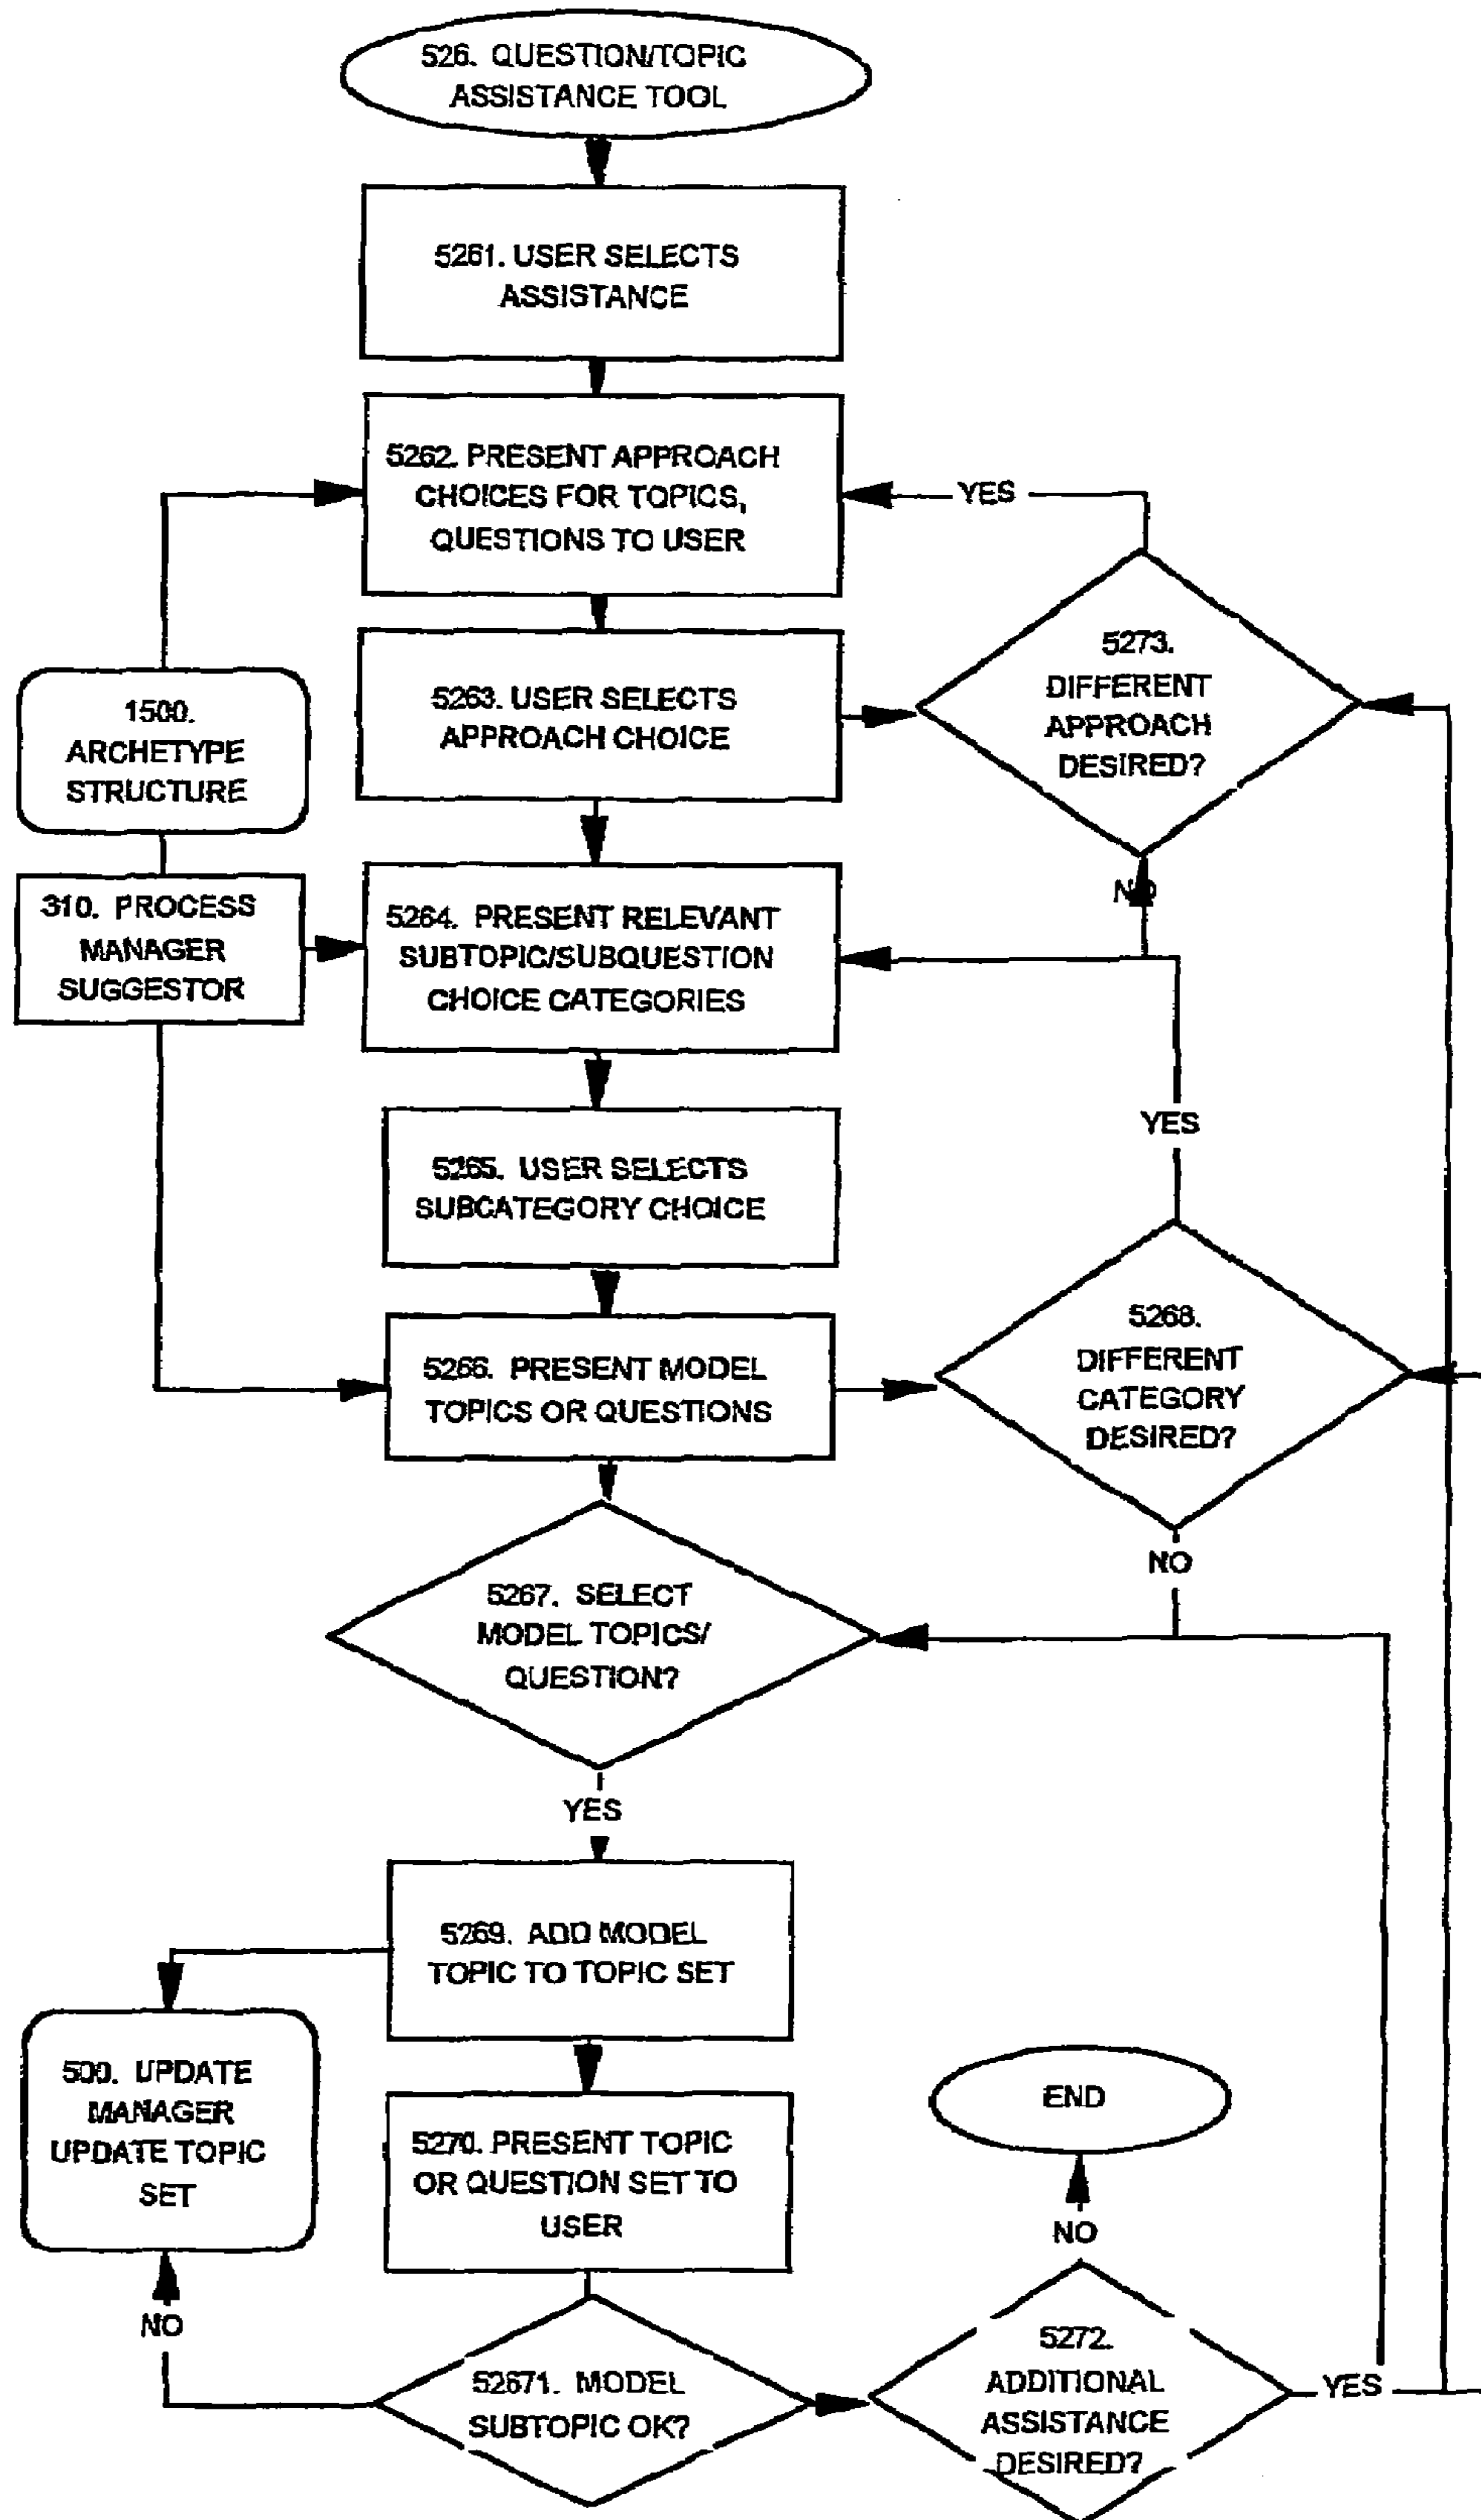 526. QUESTION/TOPIC
ASSISTANCE TOOL
5261. USER SELECTS
ASSISTANCE
5262. PRESENT APPROACH
CHOICES FOR TOPICS,
QUESTIONS TO USER
YES
5273.
DIFFERENT
APPROACH
DESIRED?
5263. USER SELECTS
APPROACH CHOICE
1500.
ARCHETYPE
STRUCTURE
NO
310. PROCESS
MANAGER
SUGGESTOR
5264. PRESENT RELEVANT
SUBTOPIC/SUBQUESTION
CHOICE CATEGORIES
YES
5265. USER SELECTS
SUBCATEGORY CHOICE
5268.
DIFFERENT
CATEGORY
DESIRED?
5266. PRESENT MODEL
TOPICS OR QUESTIONS
NO
5267. SELECT
MODEL TOPICS/
QUESTION?
YES
5269. ADD MODEL
TOPIC TO TOPIC SET
500. UPDATE
MANAGER
UPDATE TOPIC
SET
END
5270. PRESENT TOPIC
OR QUESTION SET TO
USER
NO
NO
52671. MODEL
SUBTOPIC OK?
5272.
ADDITIONAL
ASSISTANCE
DESIRED?
YES